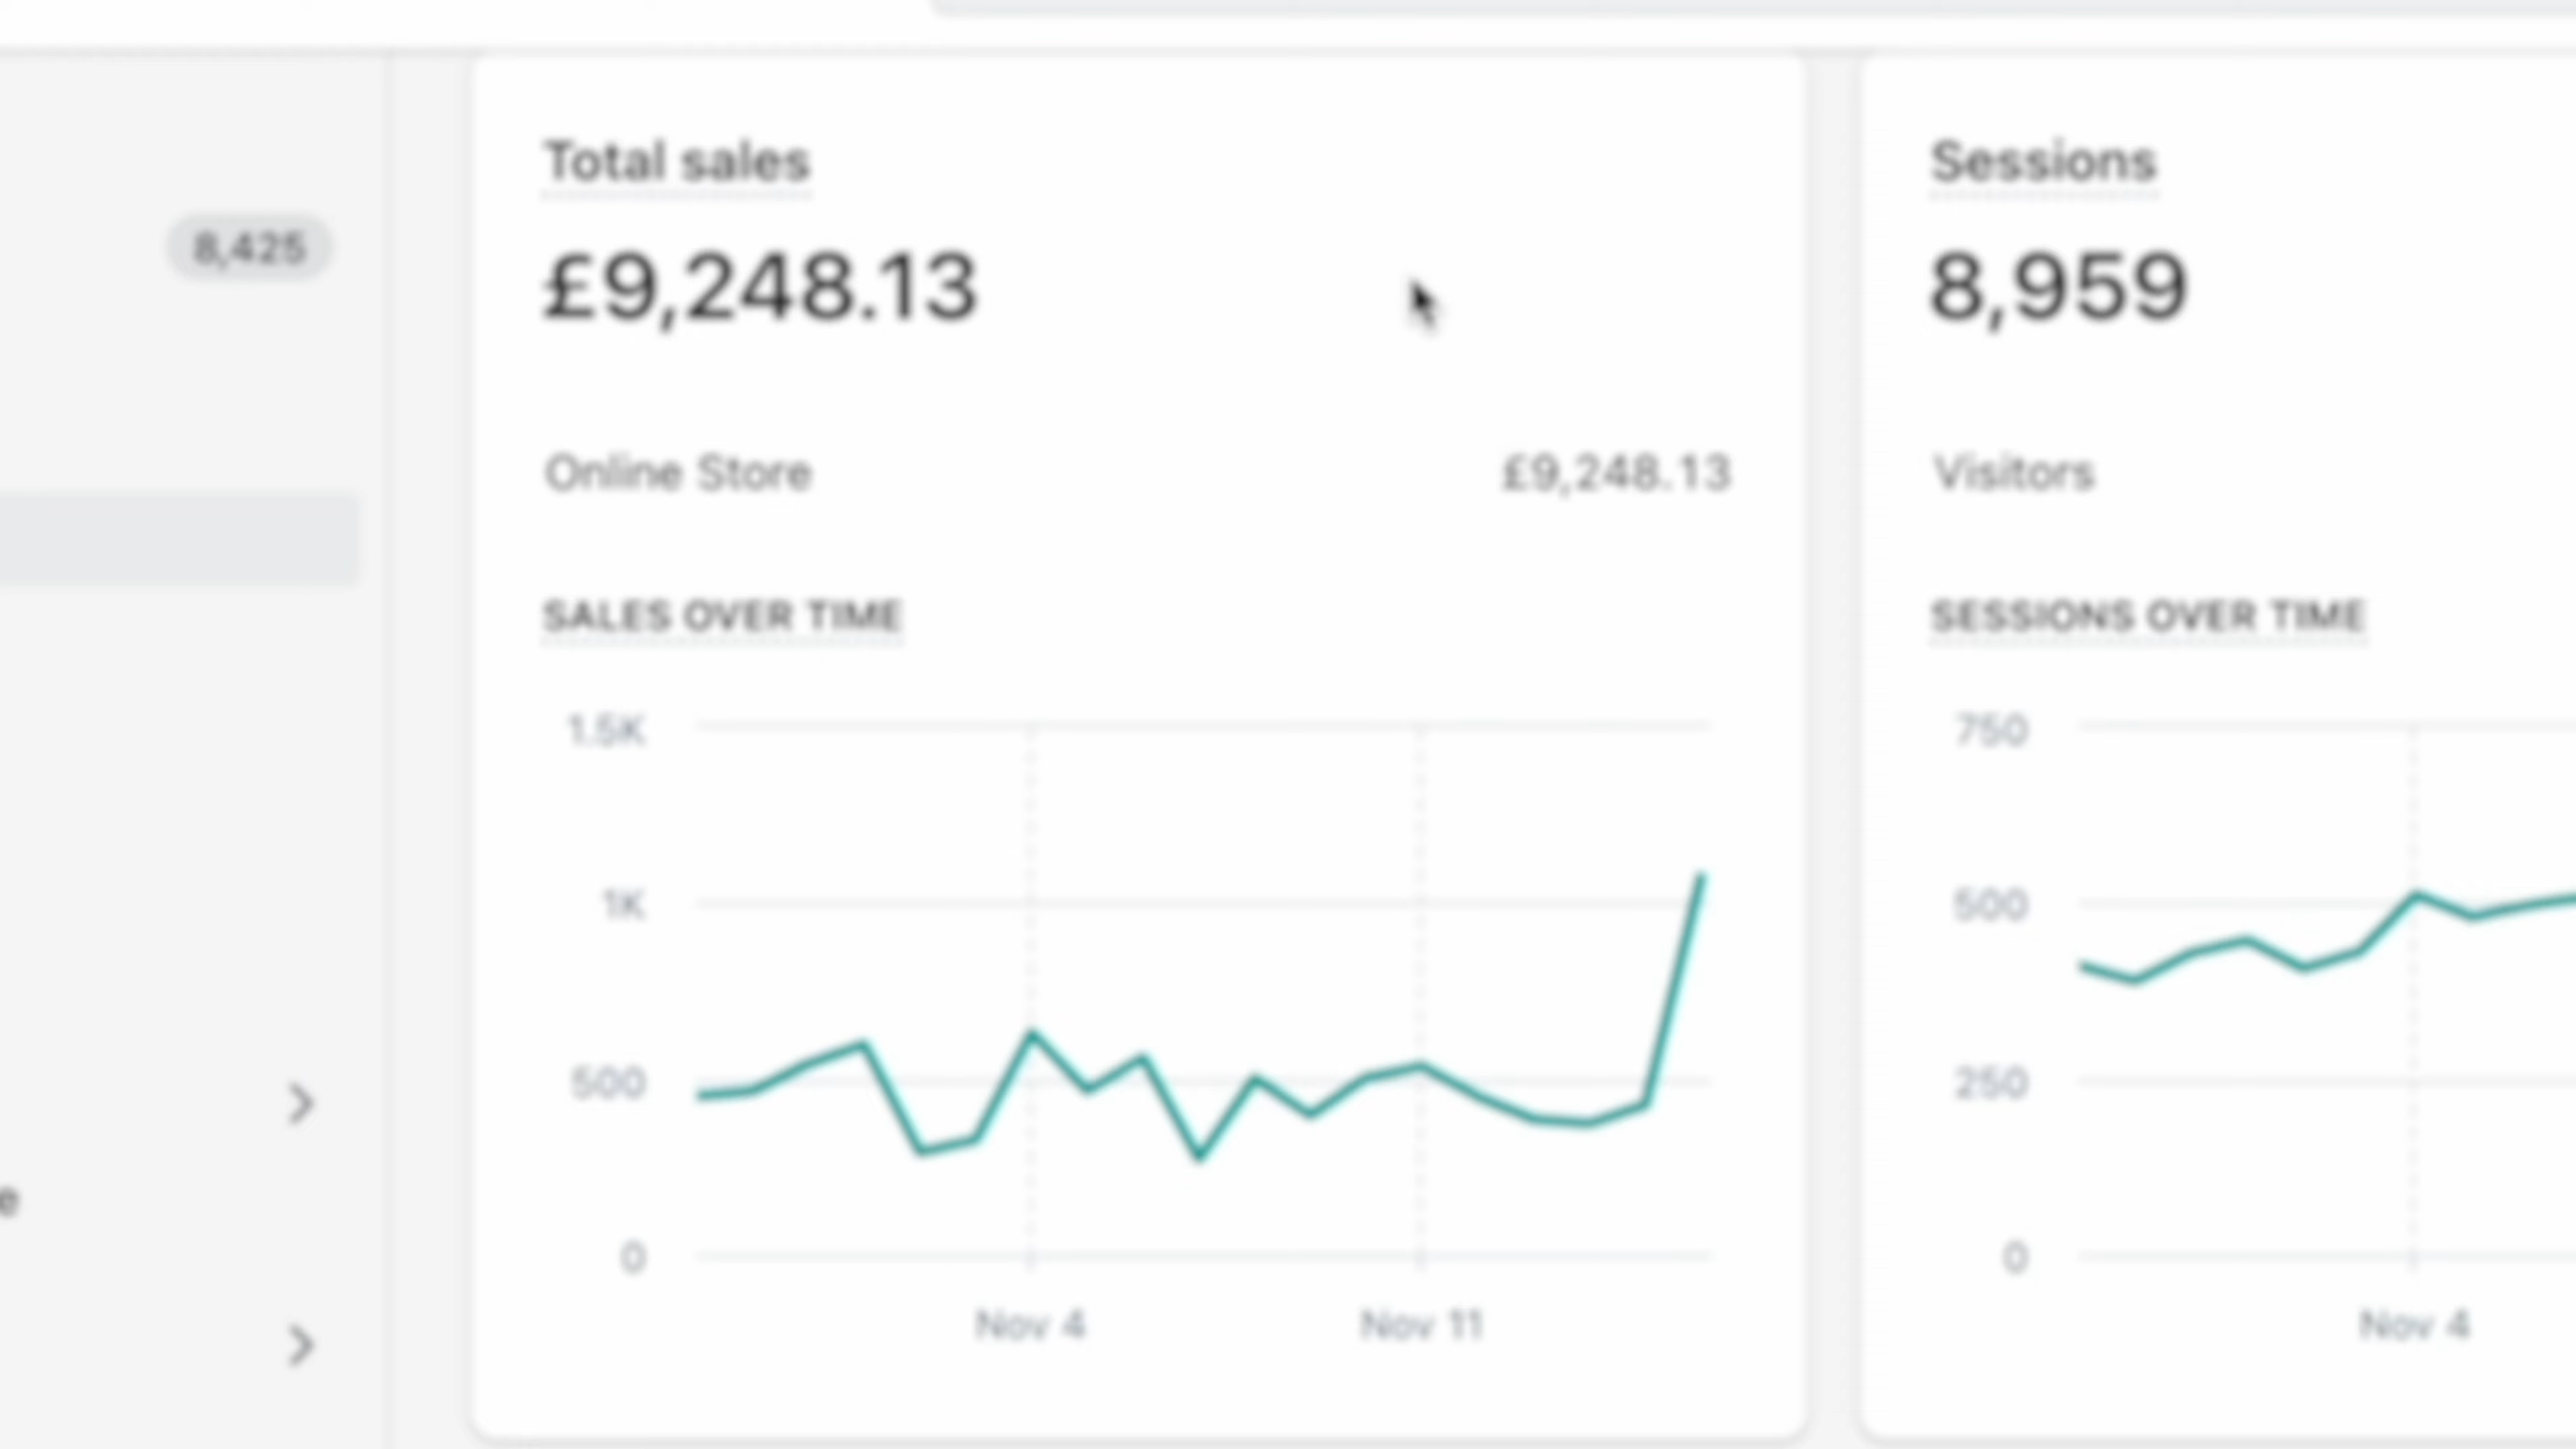 8,425
e
Total sales
£9,248.13
Online Store £9,248.13
SALES OVER TIME
1.5K
1K
500
0
Nov 4 Nov 11
Sessions
8,959
Visitors
SESSIONS OVER TIME
750
500
250
0
Nov 4